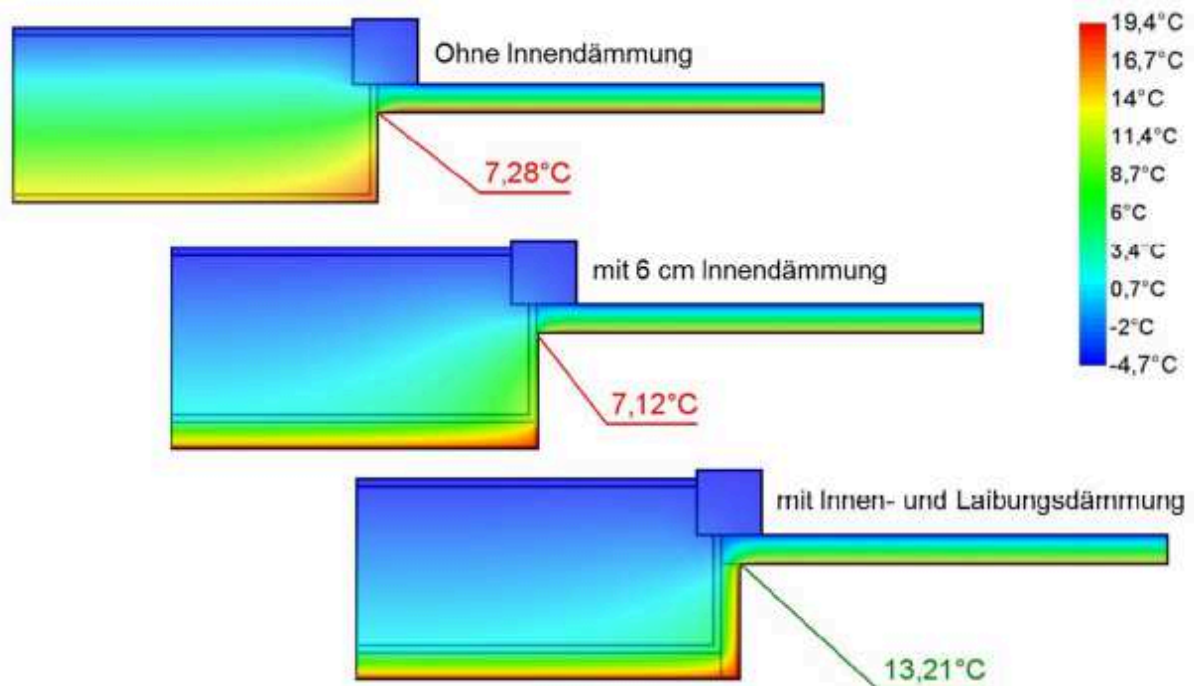 Ohne Innendämmung
7,28°C
mit 6 cm Innendämmung
7,12°C
mit Innen- und Laibungsdämmung
13,21°C
19,4°C
16,7°C
14°C
11,4°C
8,7°C
6°C
3,4°C
0,7°C
-2°C
-4,7°C